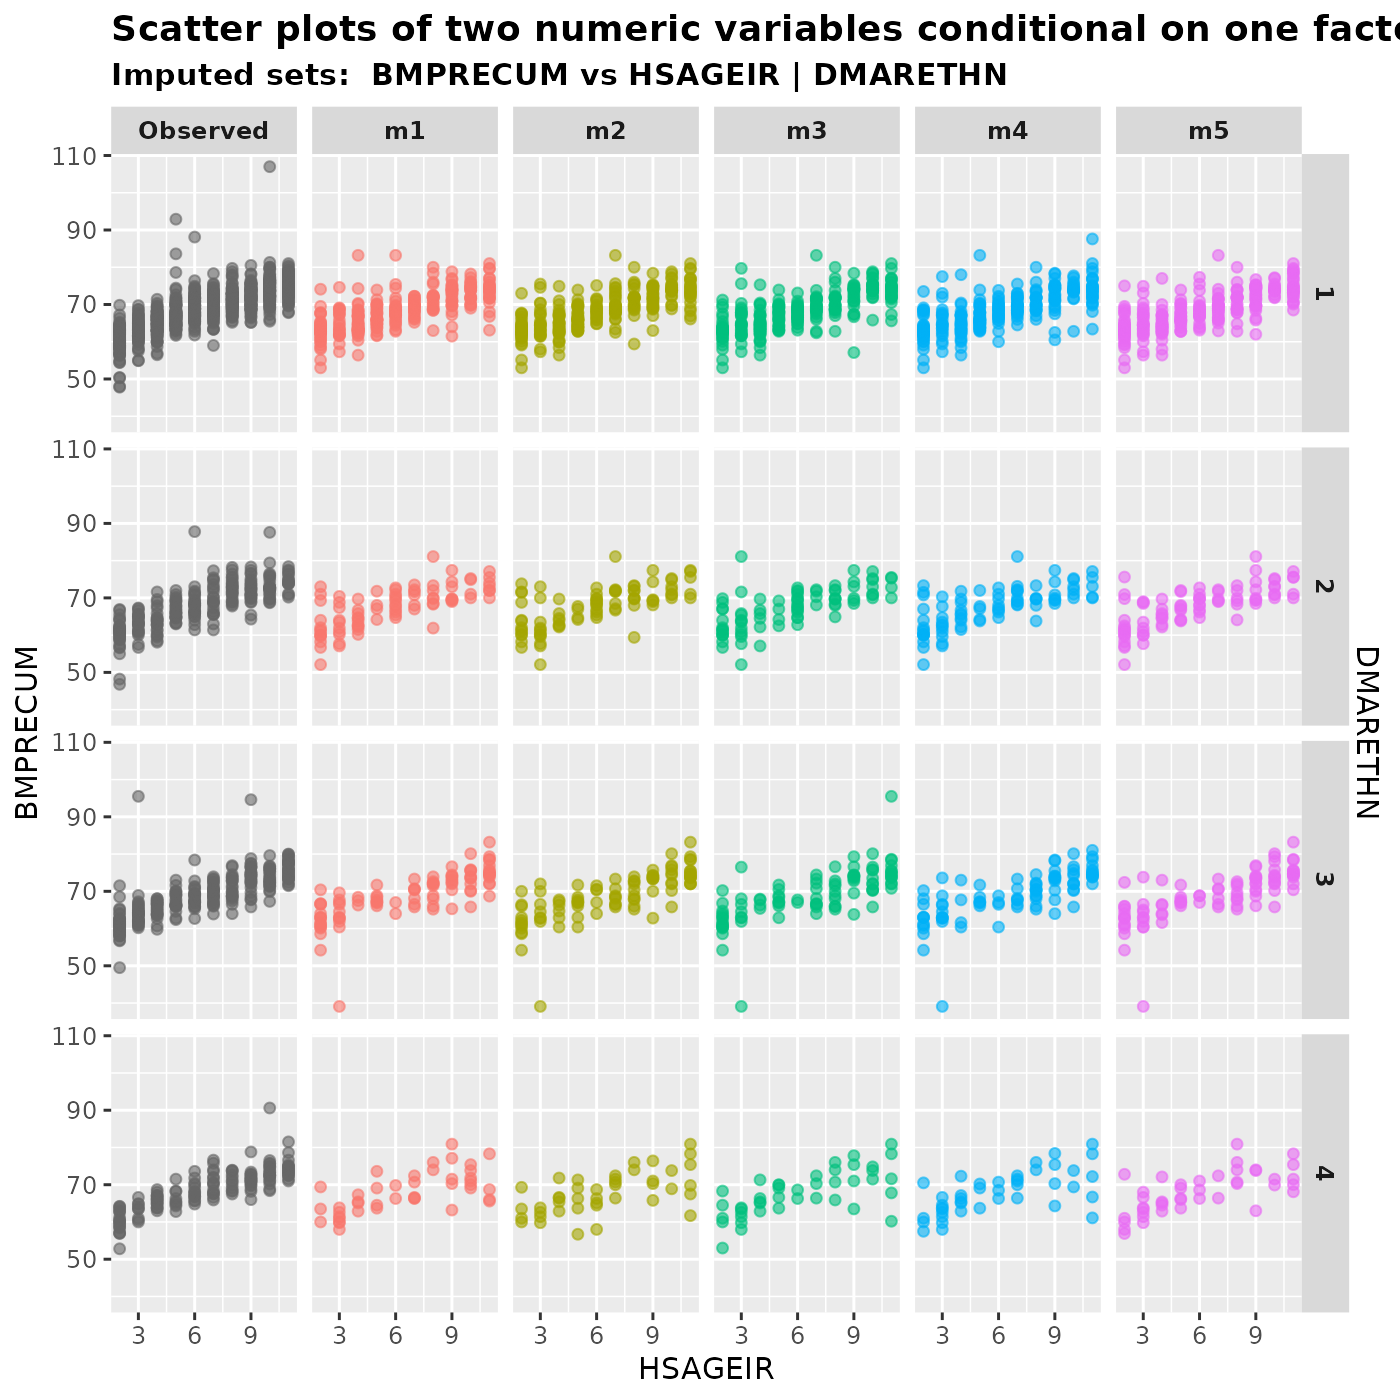 Scatter plots of two numeric variables conditional on one facto
Imputed sets:  BMPRECUM vs HSAGEIR | DMARETHN
Observed m1 m2 m3 m4 m5
110
90
70
50
1
110
90
70
50
2
110
90
70
50
3
110
90
70
50
4
BMPRECUM
DMARETHN
3 6 9 3 6 9 3 6 9 3 6 9 3 6 9 3 6 9
HSAGEIR